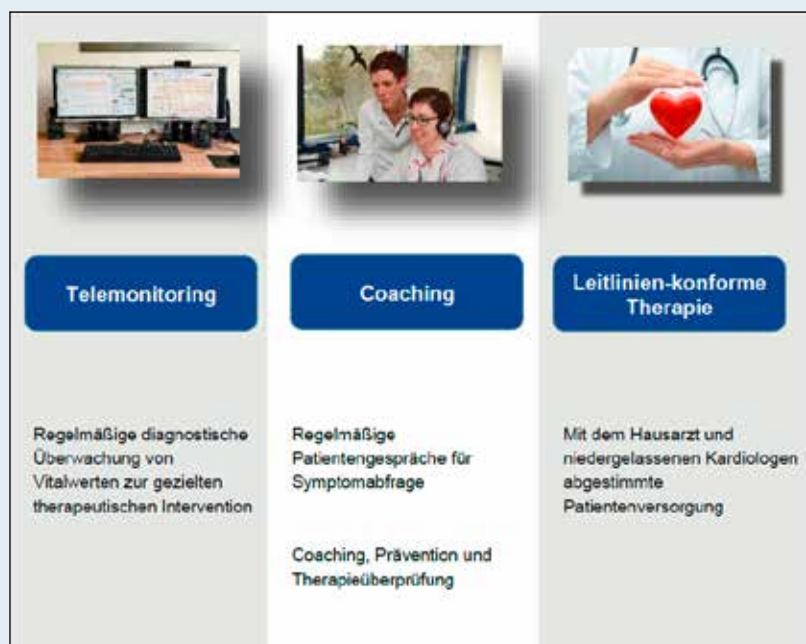 Telemonitoring
Regelmäßige diagnostische
Überwachung von
Vitalwerten zur gezielten
therapeutischen Intervention
Coaching
Regelmäßige
Patientengespräche für
Symptomabfrage
Coaching, Prävention und
Therapieüberprüfung
Leitlinien-konforme
Therapie
Mit dem Hausarzt und
niedergelassenen Kardiologen
abgestimmte
Patientenversorgung